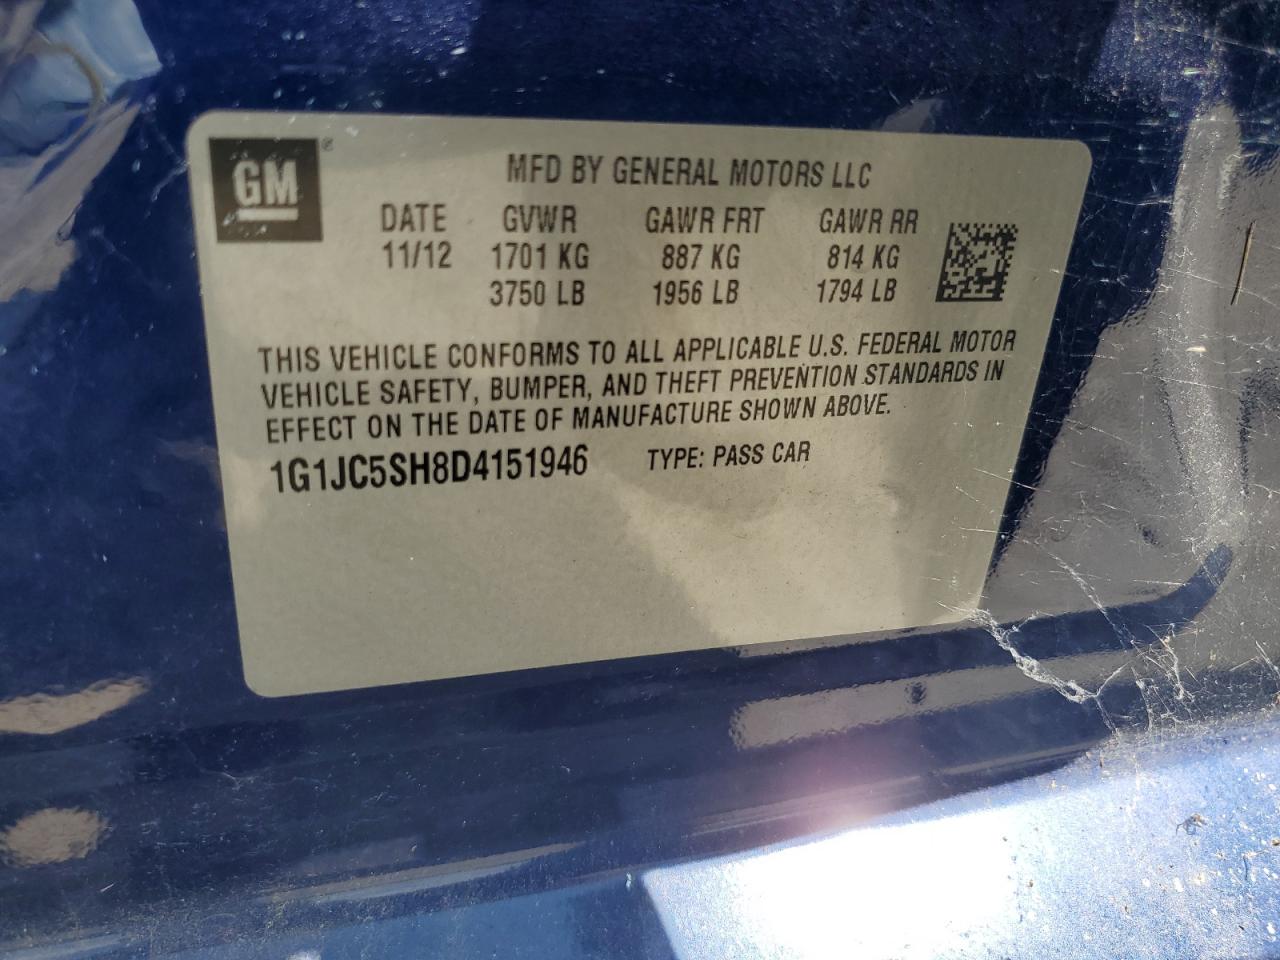 GM
MFD BY GENERAL MOTORS LLC
DATE GVWR GAWR FRT GAWR RR
11/12 1701 KG 887 KG 814 KG
3750 LB 1956 LB 1794 LB
THIS VEHICLE CONFORMS TO ALL APPLICABLE U.S. FEDERAL MOTOR
VEHICLE SAFETY, BUMPER, AND THEFT PREVENTION STANDARDS IN
EFFECT ON THE DATE OF MANUFACTURE SHOWN ABOVE.
1G1JC5SH8D4151946 TYPE: PASS CAR